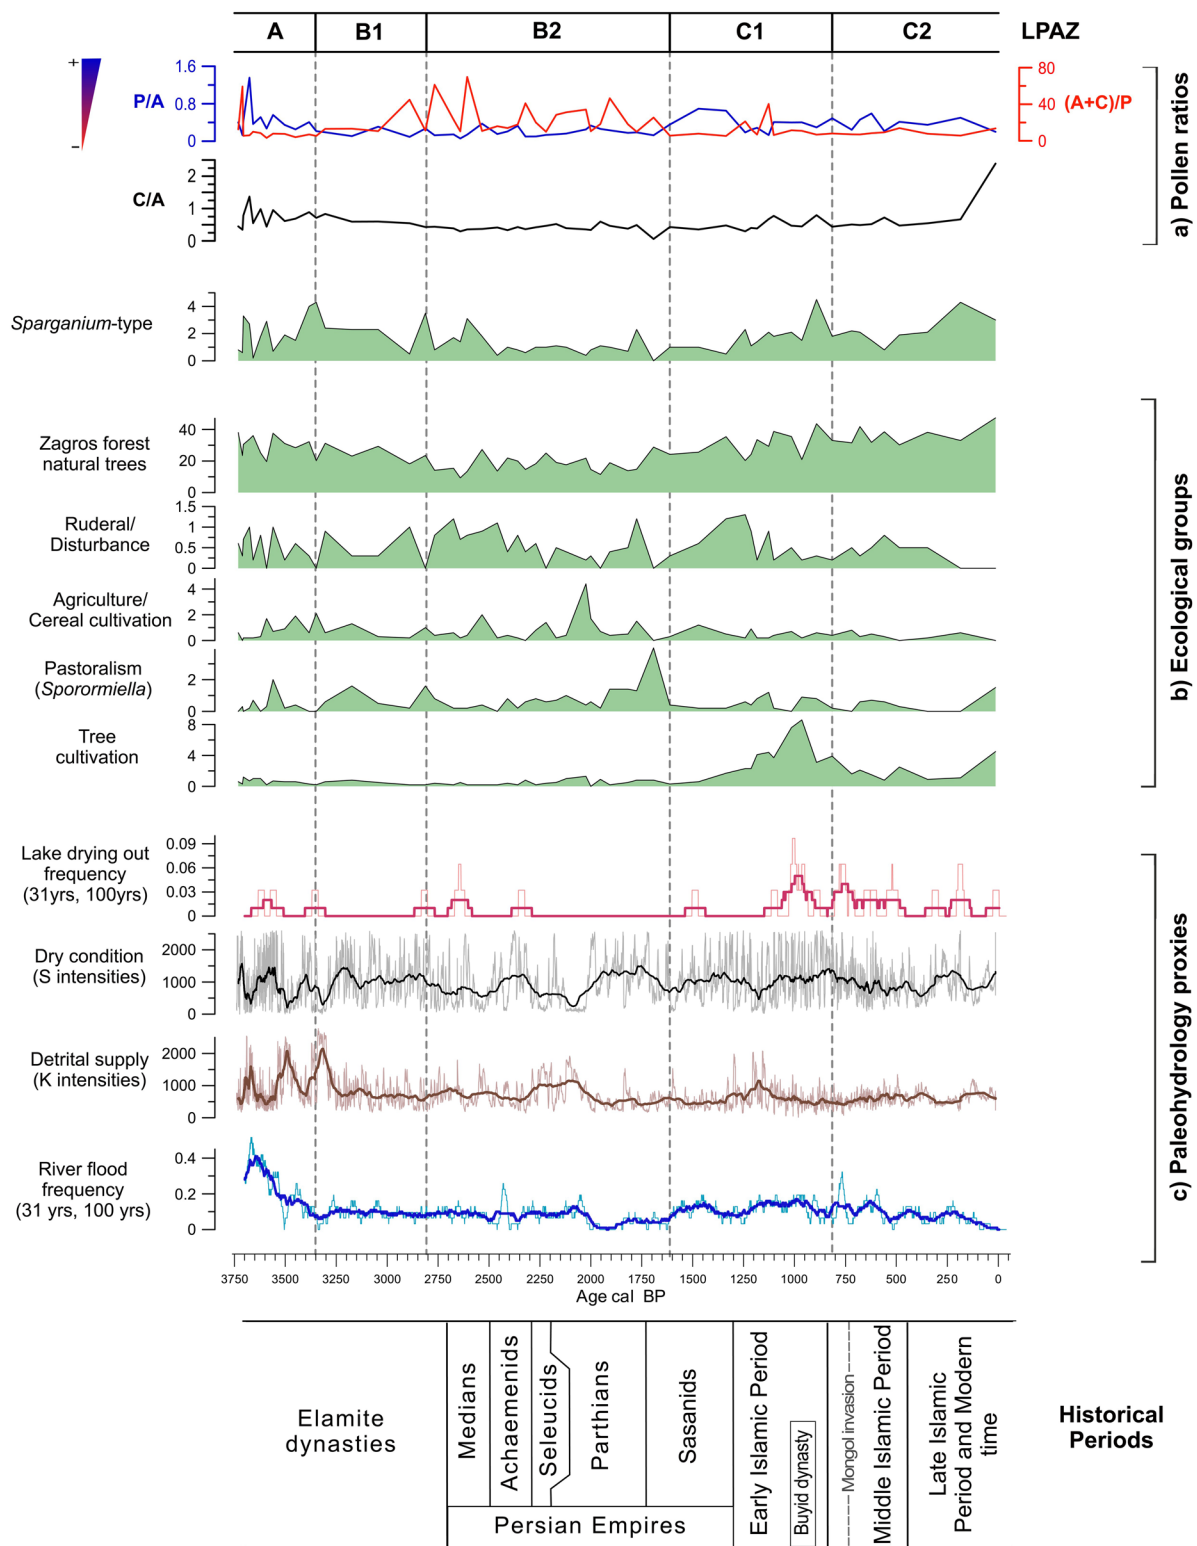 A B1 B2 C1 C2 LPAZ
+
−
1.6
0.8
0
P/A
80
40
0
(A+C)/P
2
1
0
C/A
a) Pollen ratios
4
2
0
Sparganium-type
40
20
0
Zagros forest
natural trees
1.5
1
0.5
0
Ruderal/
Disturbance
4
2
0
Agriculture/
Cereal cultivation
2
0
Pastoralism
(Sporormiella)
8
4
0
Tree
cultivation
b) Ecological groups
0.09
0.06
0.03
0
Lake drying out
frequency
(31yrs, 100yrs)
2000
1000
0
Dry condition
(S intensities)
2000
1000
0
Detrital supply
(K intensities)
0.4
0.2
0
River flood
frequency
(31 yrs, 100 yrs)
c) Paleohydrology proxies
3750 3500 3250 3000 2750 2500 2250 2000 1750 1500 1250 1000 750 500 250 0
Age cal BP
Elamite
dynasties
Medians
Achaemenids
Seleucids
Parthians
Sasanids
Persian Empires
Early Islamic Period
Buyid dynasty
Mongol invasion
Middle Islamic Period
Late Islamic
Period and Modern
time
Historical
Periods